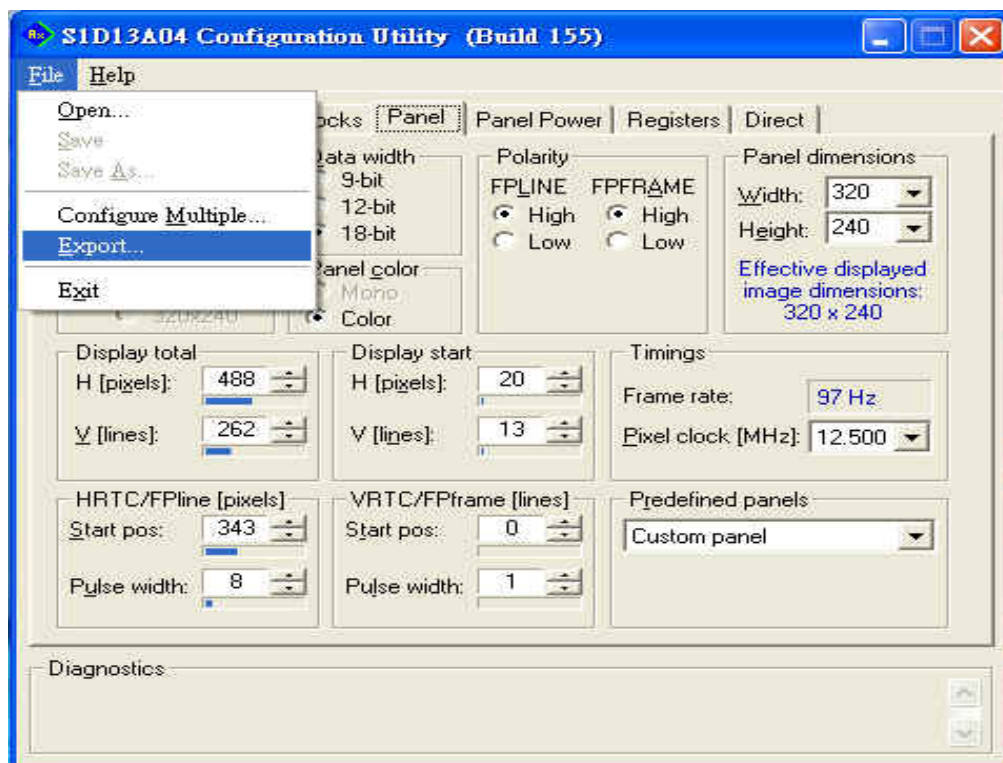 S1D13A04 Configuration Utility (Build 155)
File Help
Open...
Save
Save As...
Configure Multiple...
Export...
Exit
ocks Panel Panel Power Registers Direct
ata width
9-bit
12-bit
18-bit
anel color
Mono
Color
320x240
Polarity
FPLINE FPFRAME
High High
Low Low
Panel dimensions
Width: 320
Height: 240
Effective displayed
image dimensions:
320 x 240
Display total
H [pixels]: 488
V [lines]: 262
Display start
H [pixels]: 20
V [lines]: 13
Timings
Frame rate: 97 Hz
Pixel clock [MHz]: 12.500
HRTC/FPline [pixels]
Start pos: 343
Pulse width: 8
VRTC/FPframe [lines]
Start pos: 0
Pulse width: 1
Predefined panels
Custom panel
Diagnostics